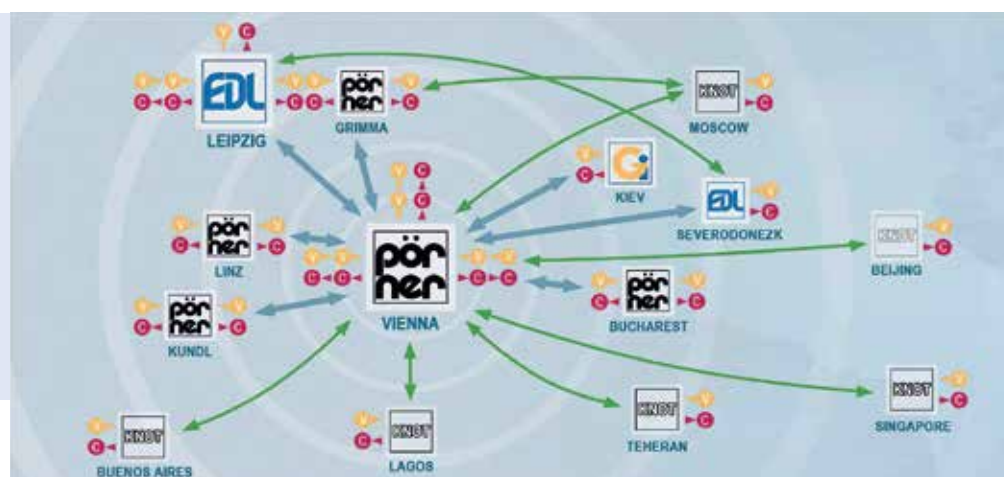 V C
V V EDL V V pör ner V
C C C C C C
LEIPZIG
GRIMMA
KNOT V
C
MOSCOW
V C G i
KIEV
EDL V
C
SEVERODONEZK
V C
V C
V pör ner V
C C
LINZ
V V pör ner V V
C C C C
VIENNA
KNOT V
C
BEIJING
V pör ner V
C C
KUNDL
V pör ner V
C C
BUCHAREST
V KNOT
C
BUENOS AIRES
V KNOT
C
LAGOS
KNOT V
C
TEHERAN
KNOT V
C
SINGAPORE